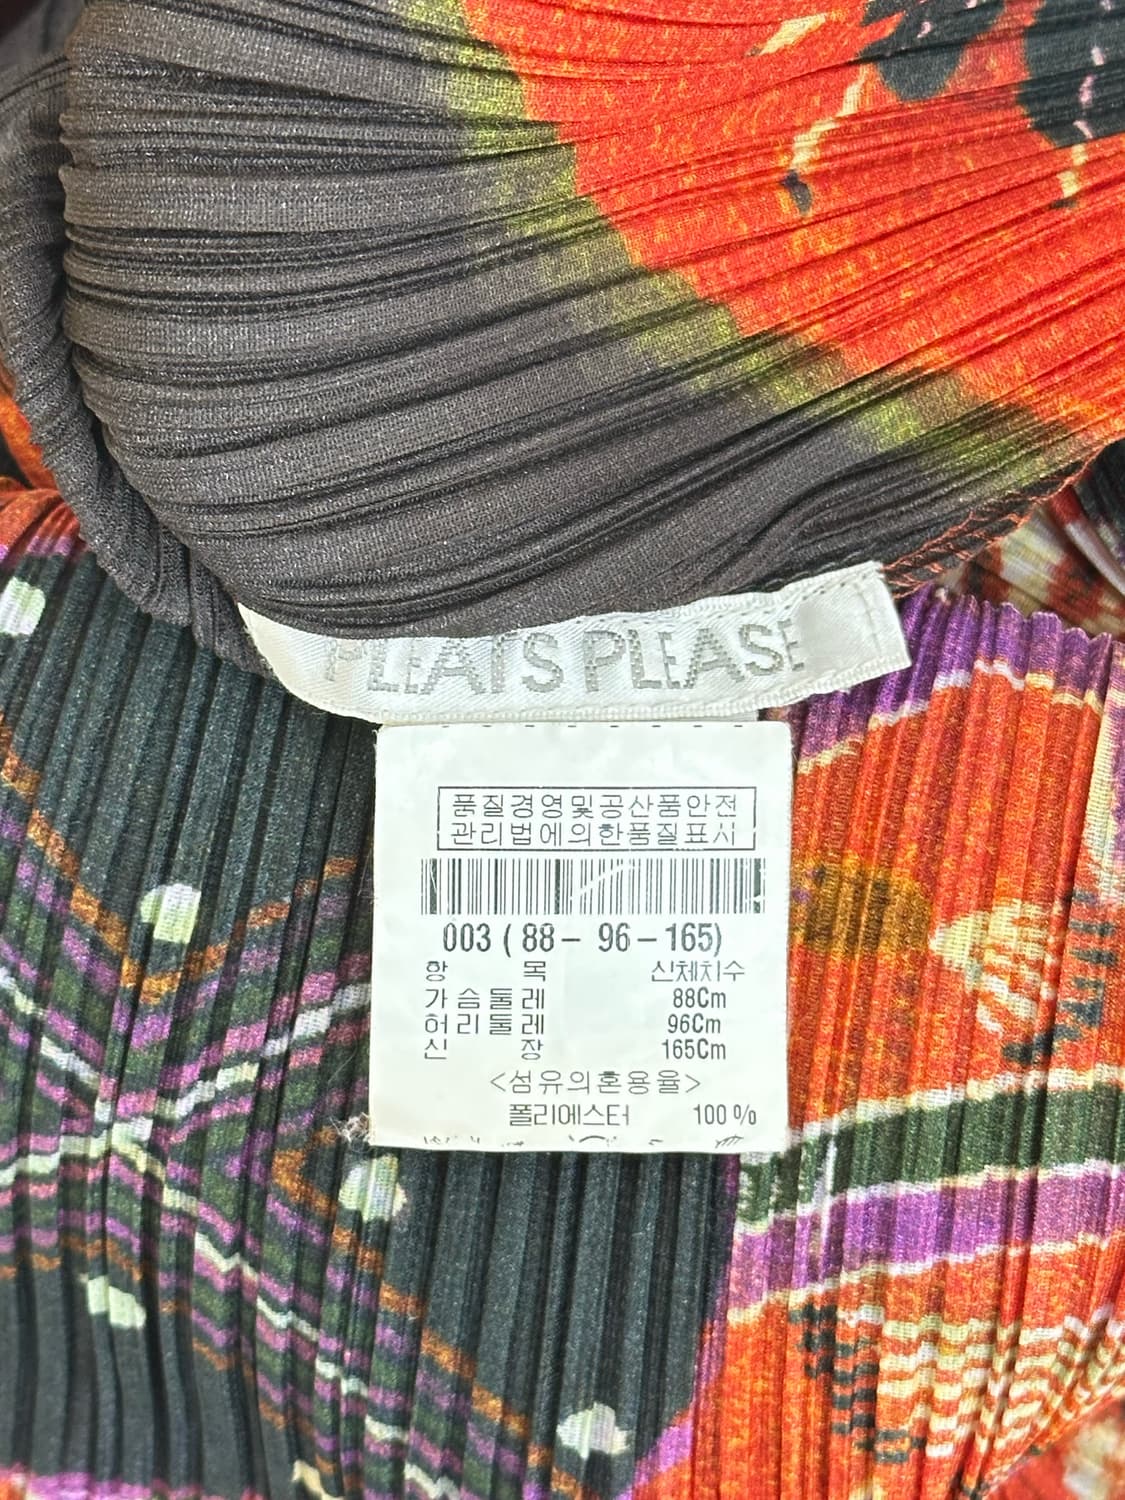 PLEATS PLEASE
품질경영및공산품안전
관리법에의한품질표시
003 ( 88 – 96 – 165)
항 목 신체치수
가슴둘레 88Cm
허리둘레 96Cm
신 장 165Cm
<섬유의혼용율>
폴리에스터 100 %